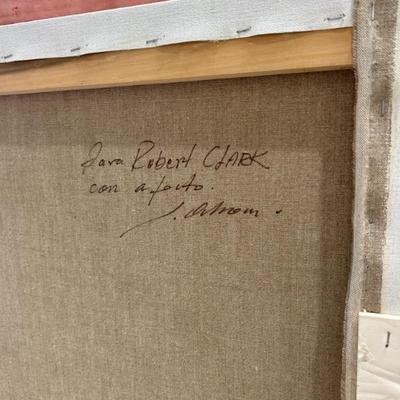 Para Robert CLARK
con afecto.
J.